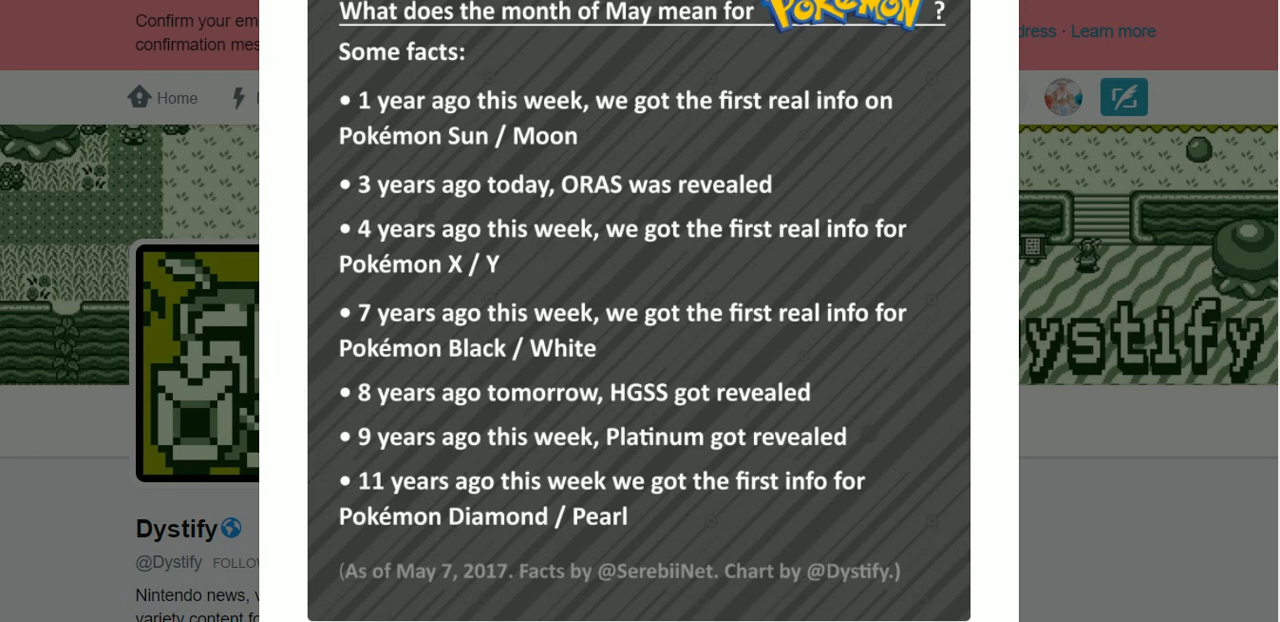 Confirm your em
confirmation mes
dress · Learn more
Home
What does the month of May mean for POKÉMON ?
Some facts:
• 1 year ago this week, we got the first real info on
Pokémon Sun / Moon
• 3 years ago today, ORAS was revealed
• 4 years ago this week, we got the first real info for
Pokémon X / Y
• 7 years ago this week, we got the first real info for
Pokémon Black / White
• 8 years ago tomorrow, HGSS got revealed
• 9 years ago this week, Platinum got revealed
• 11 years ago this week we got the first info for
Pokémon Diamond / Pearl
(As of May 7, 2017. Facts by @SerebiiNet. Chart by @Dystify.)
ystify
Dystify
@Dystify FOLLO
Nintendo news, v
variety content fo